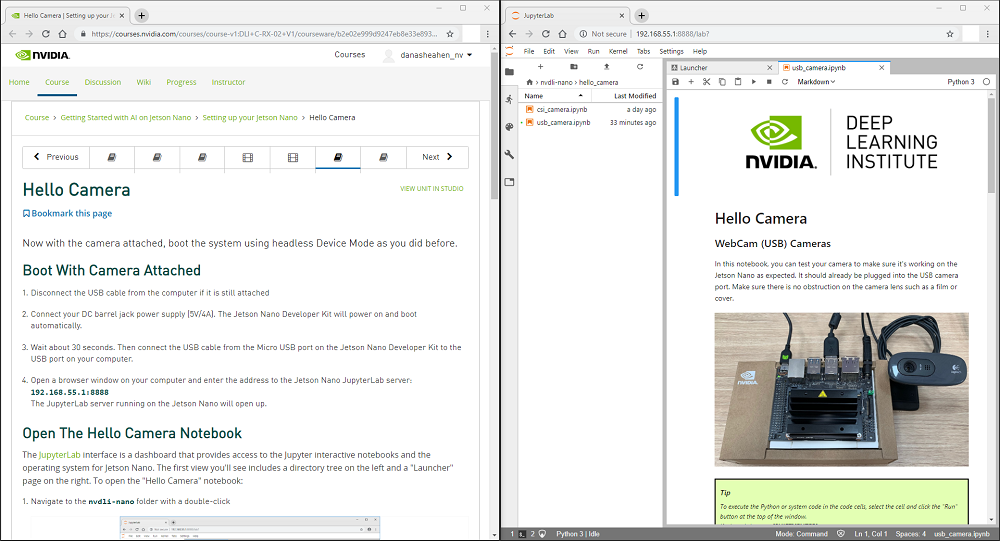 Hello Camera | Setting up your Je
https://courses.nvidia.com/courses/course-v1:DLI+C-RX-02+V1/courseware/b2e02e999d9247eb8e33e893...
NVIDIA.
Courses
danasheahen_nv
Home
Course
Discussion
Wiki
Progress
Instructor
Course > Getting Started with AI on Jetson Nano > Setting up your Jetson Nano > Hello Camera
Previous
Next
Hello Camera
VIEW UNIT IN STUDIO
Bookmark this page
Now with the camera attached, boot the system using headless Device Mode as you did before.
Boot With Camera Attached
1. Disconnect the USB cable from the computer if it is still attached
2. Connect your DC barrel jack power supply (5V/4A). The Jetson Nano Developer Kit will power on and boot
automatically.
3. Wait about 30 seconds. Then connect the USB cable from the Micro USB port on the Jetson Nano Developer Kit to the
USB port on your computer.
4. Open a browser window on your computer and enter the address to the Jetson Nano JupyterLab server:
192.168.55.1:8888
The JupyterLab server running on the Jetson Nano will open up.
Open The Hello Camera Notebook
The JupyterLab interface is a dashboard that provides access to the Jupyter interactive notebooks and the
operating system for Jetson Nano. The first view you'll see includes a directory tree on the left and a "Launcher"
page on the right. To open the "Hello Camera" notebook:
1. Navigate to the nvdli-nano folder with a double-click
JupyterLab
Not secure | 192.168.55.1:8888/lab?
File
Edit
View
Run
Kernel
Tabs
Settings
Help
> nvdli-nano > hello_camera
Name
Last Modified
csi_camera.ipynb
a day ago
usb_camera.ipynb
33 minutes ago
Launcher
usb_camera.ipynb
Markdown
Python 3
NVIDIA.
DEEP
LEARNING
INSTITUTE
Hello Camera
WebCam (USB) Cameras
In this notebook, you can test your camera to make sure it's working on the
Jetson Nano as expected. It should already be plugged into the USB camera
port. Make sure there is no obstruction on the camera lens such as a film or
cover.
NVIDIA
Tip
To execute the Python or system code in the code cells, select the cell and click the "Run"
button at the top of the window.
1
2
Python 3 | Idle
Mode: Command
Ln 1, Col 1
Spaces: 4
usb_camera.ipynb